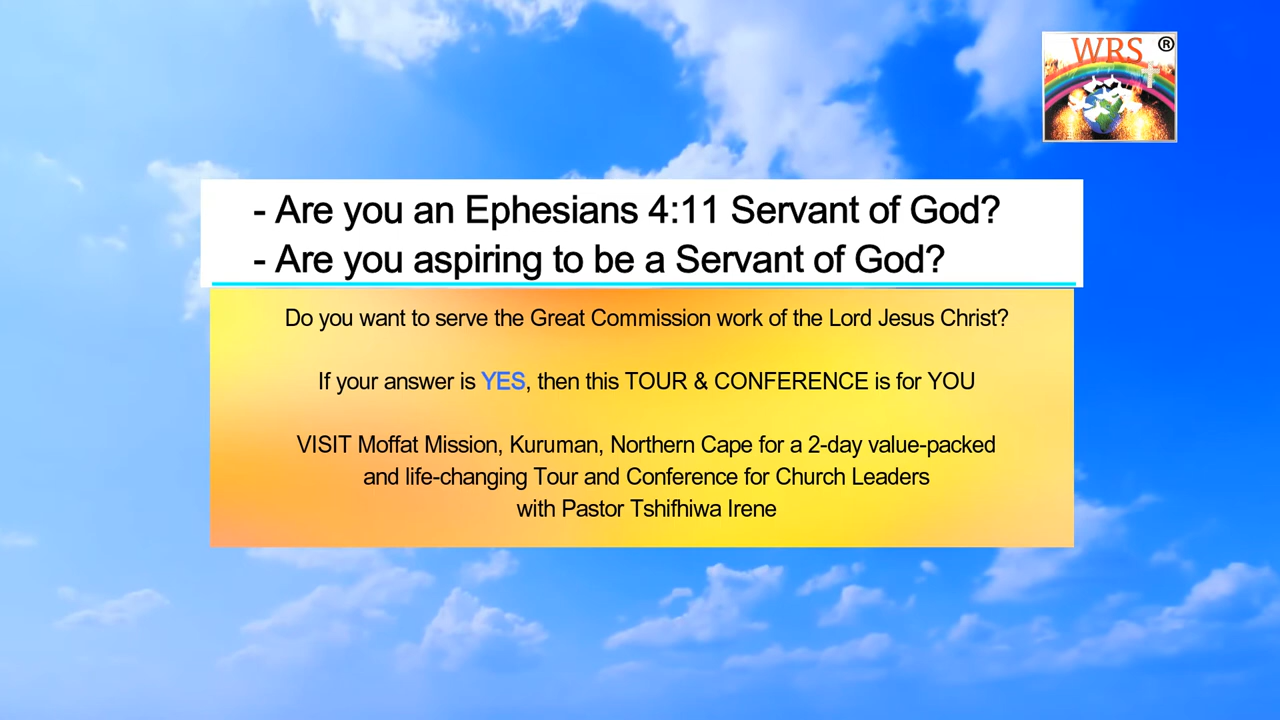 WRS ®
- Are you an Ephesians 4:11 Servant of God?
- Are you aspiring to be a Servant of God?
Do you want to serve the Great Commission work of the Lord Jesus Christ?
If your answer is YES, then this TOUR & CONFERENCE is for YOU
VISIT Moffat Mission, Kuruman, Northern Cape for a 2-day value-packed
and life-changing Tour and Conference for Church Leaders
with Pastor Tshifhiwa Irene